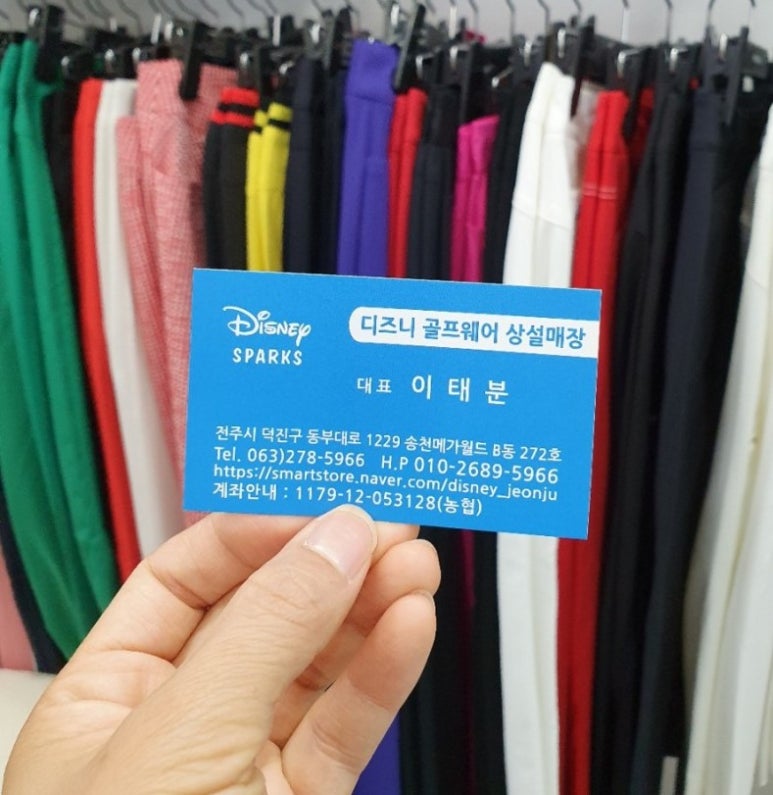 Disney
SPARKS
디즈니 골프웨어 상설매장
대표 이태분
전주시 덕진구 동부대로 1229 송천메가월드 B동 272호
Tel. 063)278-5966 H.P 010-2689-5966
https://smartstore.naver.com/disney_jeonju
계좌안내 : 1179-12-053128(농협)